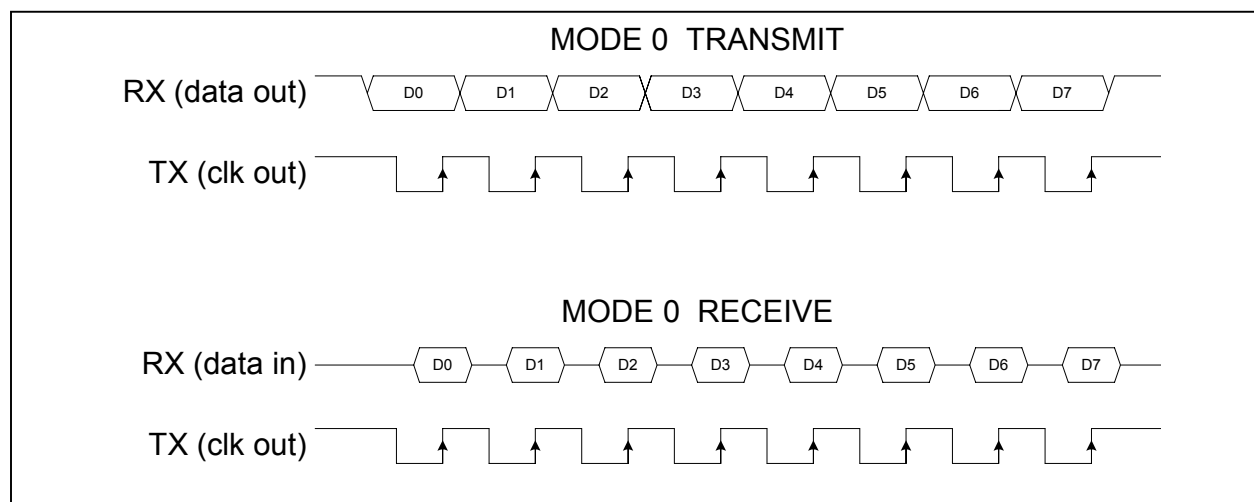 MODE 0 TRANSMIT
RX (data out) D0 D1 D2 D3 D4 D5 D6 D7
TX (clk out)
MODE 0 RECEIVE
RX (data in) D0 D1 D2 D3 D4 D5 D6 D7
TX (clk out)